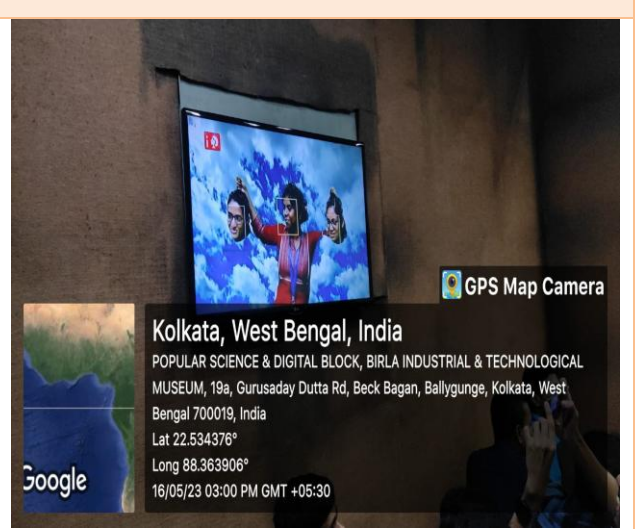 GPS Map Camera
Kolkata, West Bengal, India
POPULAR SCIENCE & DIGITAL BLOCK, BIRLA INDUSTRIAL & TECHNOLOGICAL
MUSEUM, 19a, Gurusaday Dutta Rd, Beck Bagan, Ballygunge, Kolkata, West
Bengal 700019, India
Lat 22.534376°
Long 88.363906°
16/05/23 03:00 PM GMT +05:30
Google